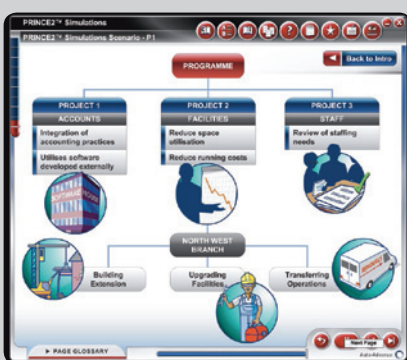 PRINCE2™ Simulations
PRINCE2™ Simulations Scenario - P1
Back to Intro
PROGRAMME
PROJECT 1
ACCOUNTS
Integration of
accounting practices
Utilises software
developed externally
PROJECT 2
FACILITIES
Reduce space
utilisation
Reduce running costs
PROJECT 3
STAFF
Review of staffing
needs
SOFTWARE
HOUSE
NORTH WEST
BRANCH
Building
Extension
Upgrading
Facilities
Transferring
Operations
Next Page
PAGE GLOSSARY